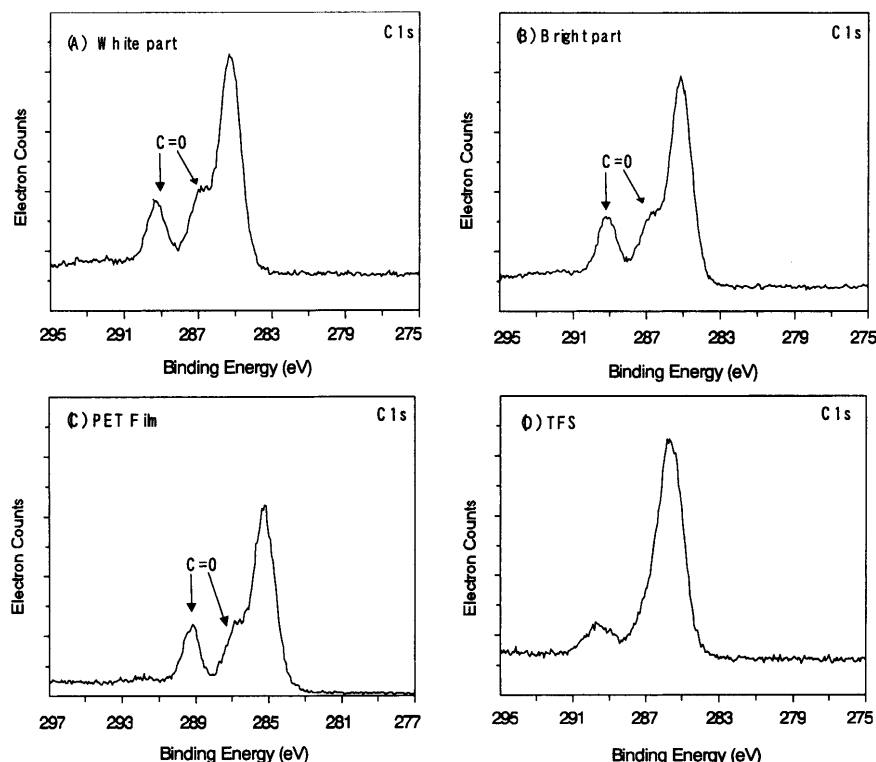 (A) White part
C1s
C=O
Electron Counts
295 291 287 283 279 275
Binding Energy (eV)
(B) Bright part
C1s
C=O
Electron Counts
295 291 287 283 279 275
Binding Energy (eV)
(C) PET Film
C1s
C=O
Electron Counts
297 293 289 285 281 277
Binding Energy (eV)
(D) TFS
C1s
Electron Counts
295 291 287 283 279 275
Binding Energy (eV)